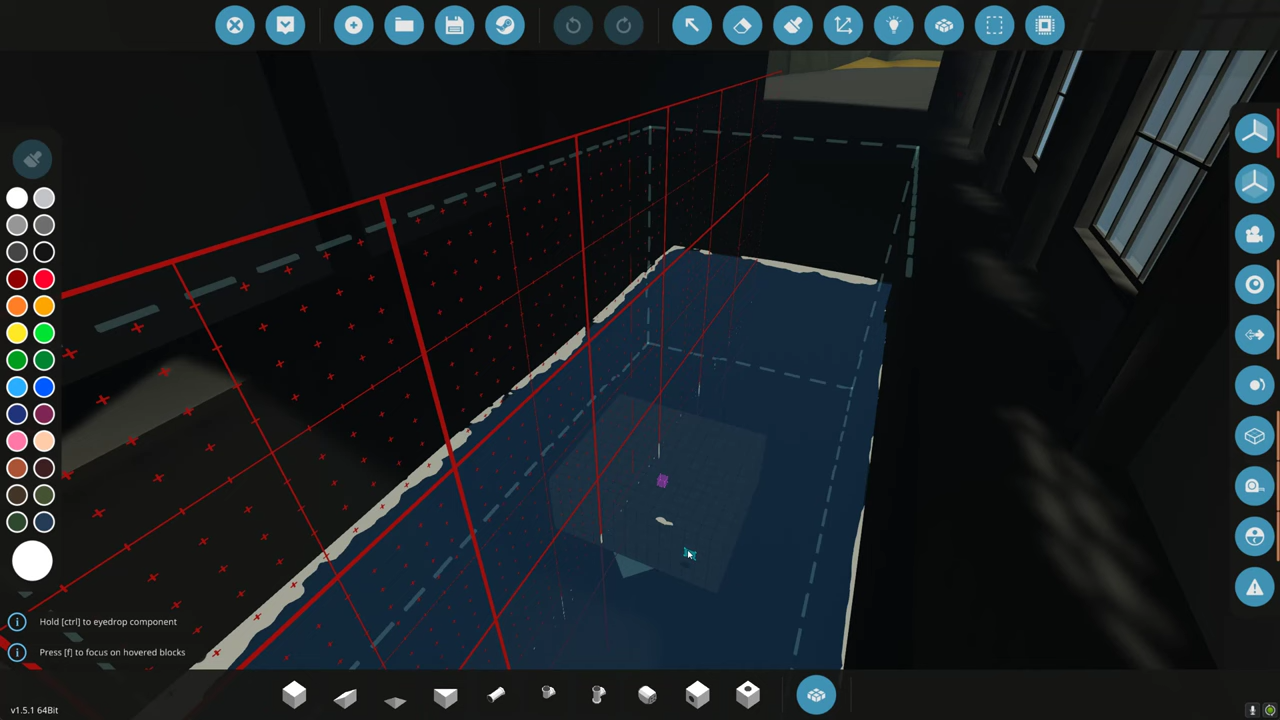 Hold [ctrl] to eyedrop component
Press [f] to focus on hovered blocks
v1.5.1 64Bit